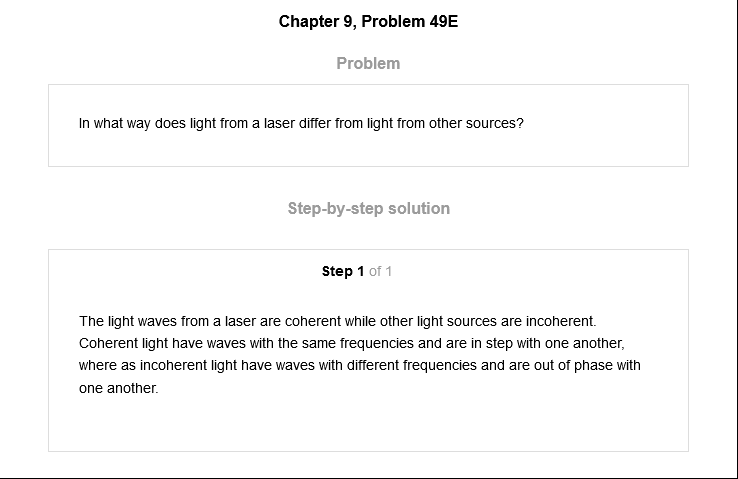 Chapter 9, Problem 49E
Problem
In what way does light from a laser differ from light from other sources?
Step-by-step solution
Step 1 of 1
The light waves from a laser are coherent while other light sources are incoherent.
Coherent light have waves with the same frequencies and are in step with one another,
where as incoherent light have waves with different frequencies and are out of phase with
one another.